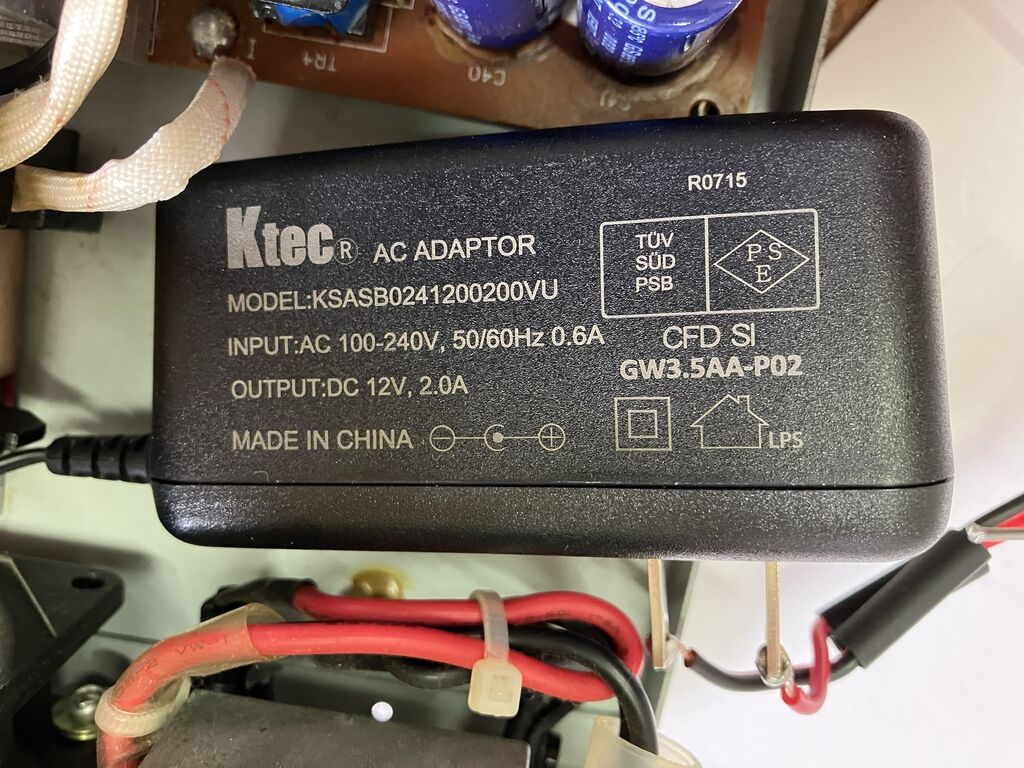 TR+
I
C40
R0715
Ktec® AC ADAPTOR
MODEL:KSASB0241200200VU
INPUT:AC 100-240V, 50/60Hz 0.6A
OUTPUT:DC 12V, 2.0A
MADE IN CHINA
TÜV
SÜD
PSB
PS
E
CFD SI
GW3.5AA-P02
LPS